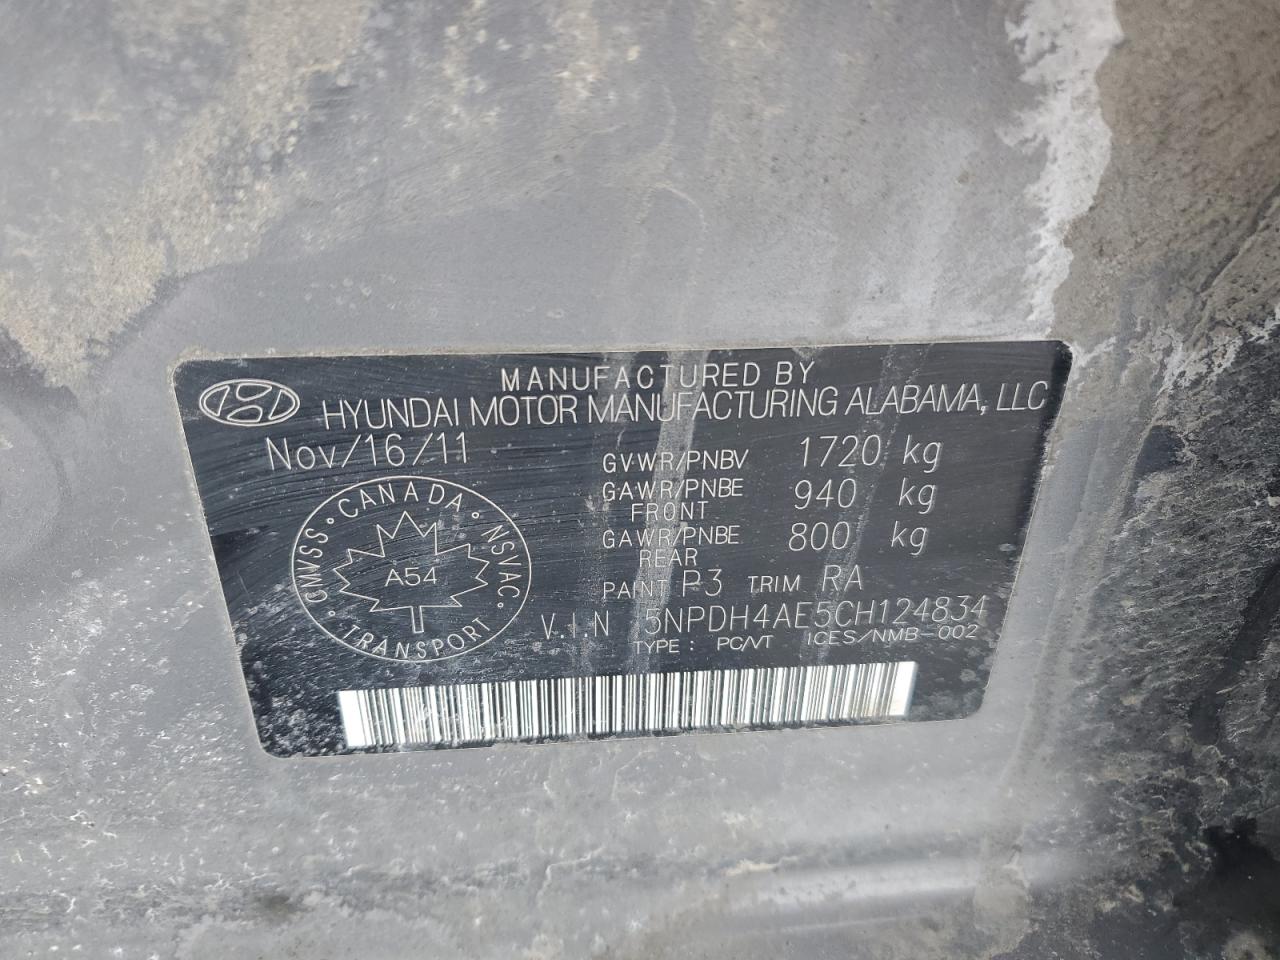 MANUFACTURED BY
HYUNDAI MOTOR MANUFACTURING ALABAMA, LLC
Nov/16/11
GVWR/PNBV 1720 kg
GAWR/PNBE FRONT 940 kg
GAWR/PNBE REAR 800 kg
PAINT P3 TRIM RA
V.I.N 5NPDH4AE5CH124834
TYPE: PC/VT ICES/NMB-002
CANADA · NSVAC · TRANSPORT · CMVSS ·
A54